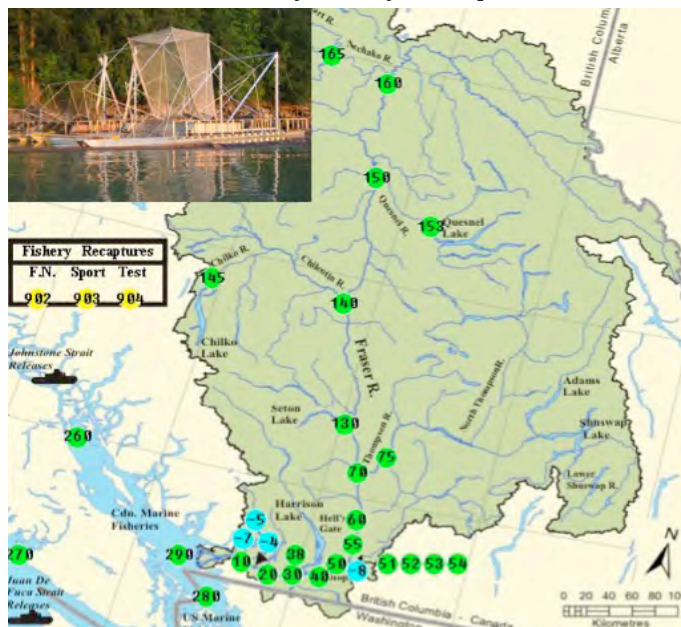 Nechako R.
165
160
British Colum
Alberta
150
Quesnel R.
153
Quesnel
Lake
Fishery Recaptures
F.N. Sport Test
902 903 904
Chilko R.
145
Chilcotin R.
140
Chilko
Lake
Johnstone Strait
Releases
Fraser R.
North Thompson R.
Adams
Lake
Seton
Lake
130
Thompson R.
Shuswap
Lake
260
75
70
Lower
Shuswap R.
Cdn. Marine
Fisheries
Harrison
Lake
Hell's
Gate
60
-5
-7
-4
55
N
270
290
10
38
50
51 52 53 54
20 30 40
-8
Juan De
Fuca Strait
Releases
280
US Marine
British Columbia - Canada
Washington
0 20 40 60 80 100
Kilometres